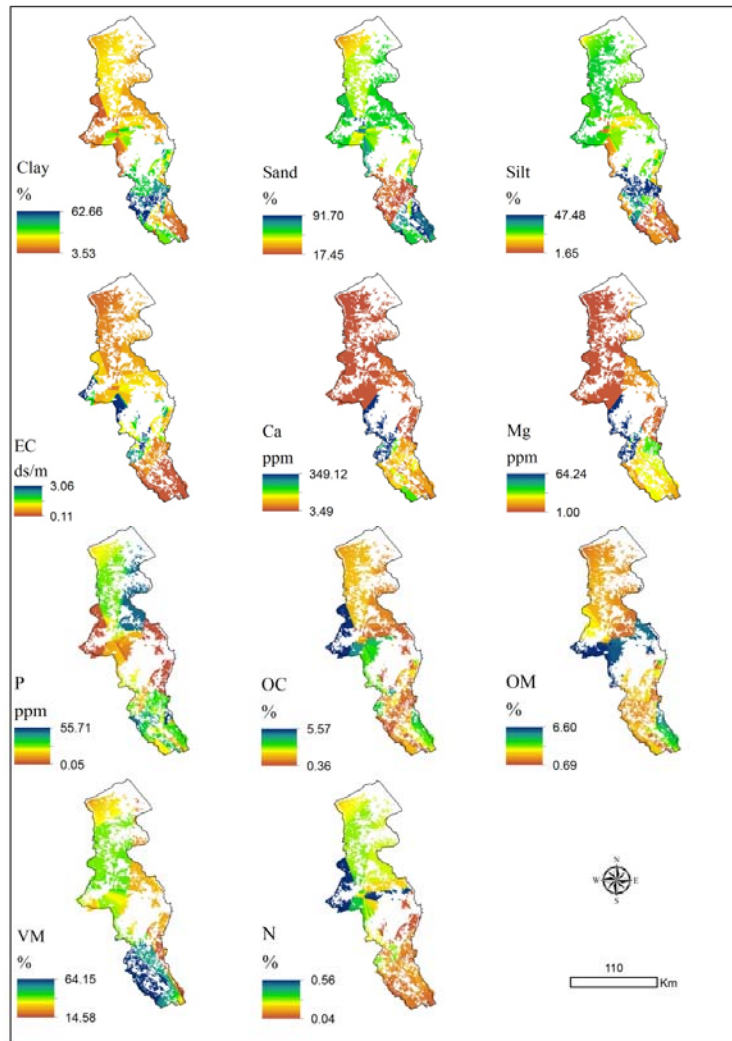 Clay
%
62.66
3.53
Sand
%
91.70
17.45
Silt
%
47.48
1.65
EC
ds/m
3.06
0.11
Ca
ppm
349.12
3.49
Mg
ppm
64.24
1.00
P
ppm
55.71
0.05
OC
%
5.57
0.36
OM
%
6.60
0.69
VM
%
64.15
14.58
N
%
0.56
0.04
N
W E
S
110
Km